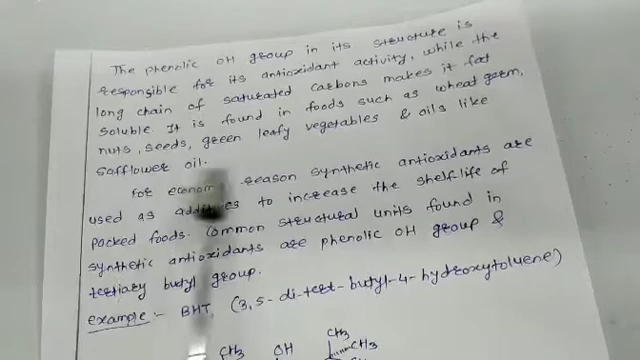 The phenolic OH group in its structure is
responsible for its antioxidant activity, while the
long chain of saturated carbons makes it fat
soluble. It is found in foods such as wheat germ,
nuts, seeds, green leafy vegetables & oils like
safflower oil.
For econom reason synthetic antioxidants are
used as additives to increase the shelf-life of
packed foods. Common structural units found in
synthetic antioxidants are phenolic OH group &
tertiary butyl group.
example:- BHT, (3,5-di-tert-butyl-4-hydroxytoluene)
CH3
CH3 OH CH3